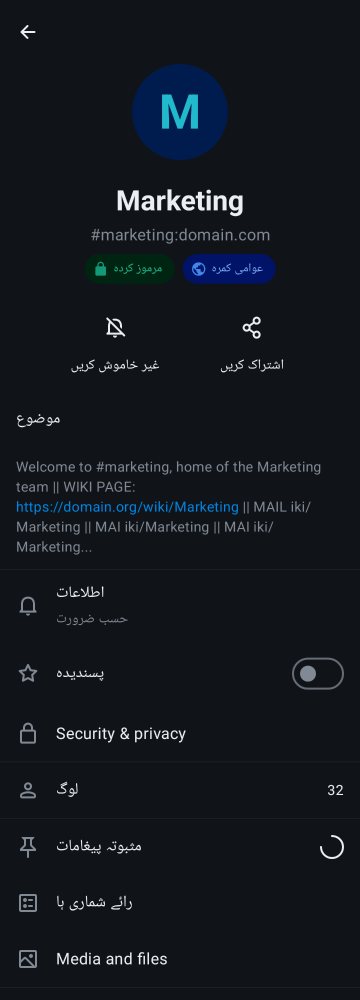 M
Marketing
#marketing:domain.com
مرموز کرده
عوامی کمرہ
غیر خاموش کریں
اشتراک کریں
موضوع
Welcome to #marketing, home of the Marketing
team || WIKI PAGE:
https://domain.org/wiki/Marketing || MAIL iki/
Marketing || MAI iki/Marketing || MAI iki/
Marketing...
اطلاعات
حسب ضرورت
پسندیدہ
Security & privacy
لوگ
32
مثبوتہ پیغامات
رائے شماری ہا
Media and files